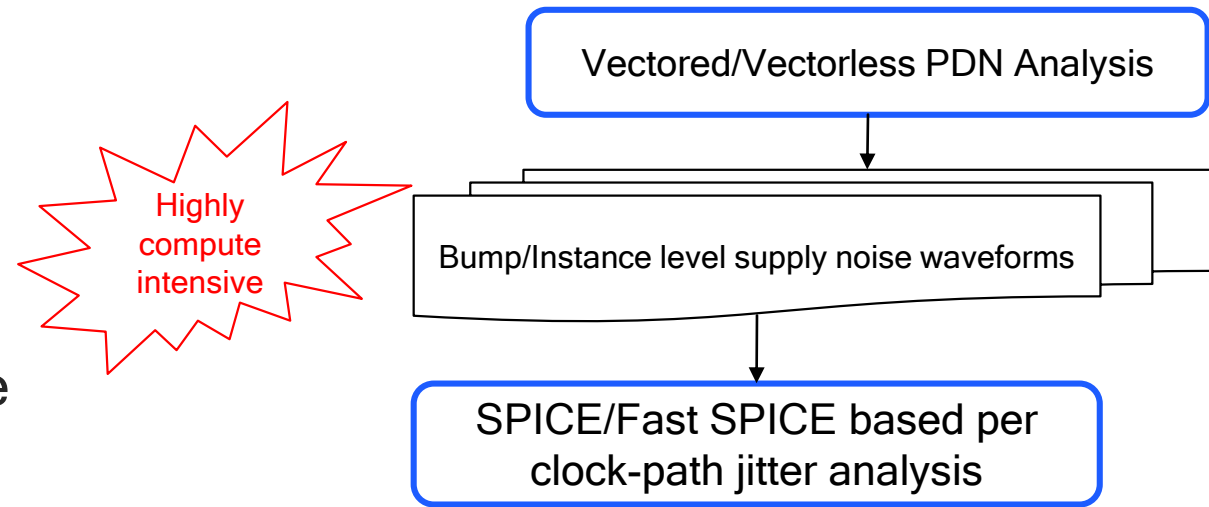 Vectored/Vectorless PDN Analysis
Highly
compute
intensive
Bump/Instance level supply noise waveforms
e
SPICE/Fast SPICE based per
clock-path jitter analysis